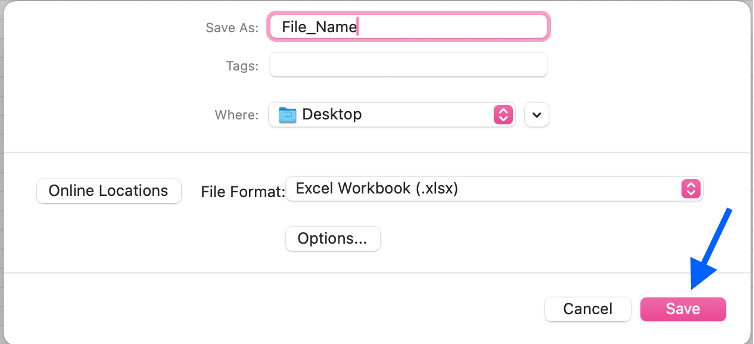 Save As: File_Name
Tags:
Where: Desktop
Online Locations File Format: Excel Workbook (.xlsx)
Options...
Cancel Save